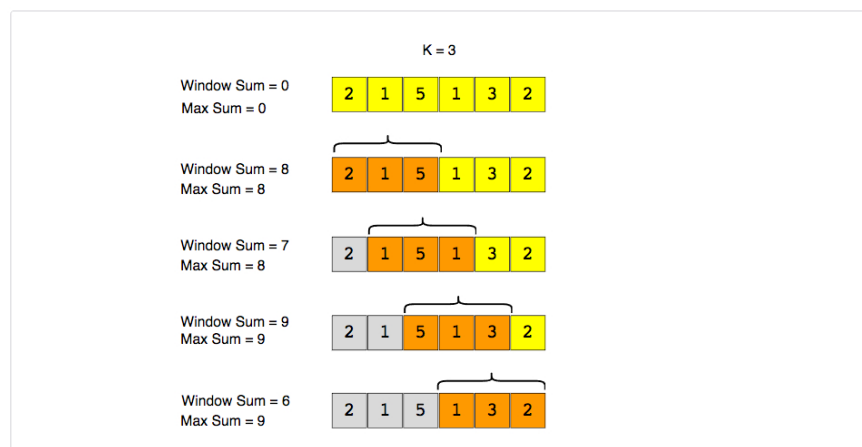 K = 3
Window Sum = 0
Max Sum = 0
2 1 5 1 3 2
Window Sum = 8
Max Sum = 8
2 1 5 1 3 2
Window Sum = 7
Max Sum = 8
2 1 5 1 3 2
Window Sum = 9
Max Sum = 9
2 1 5 1 3 2
Window Sum = 6
Max Sum = 9
2 1 5 1 3 2